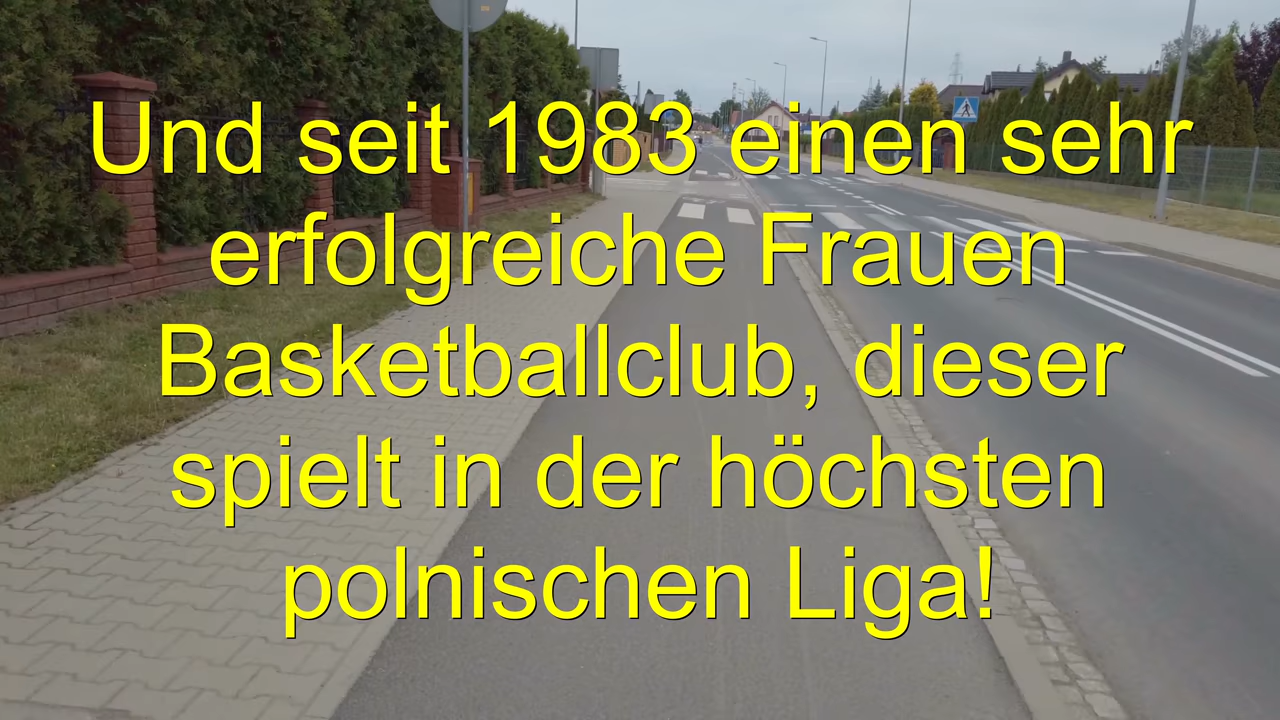 Und seit 1983 einen sehr
erfolgreiche Frauen
Basketballclub, dieser
spielt in der höchsten
polnischen Liga!